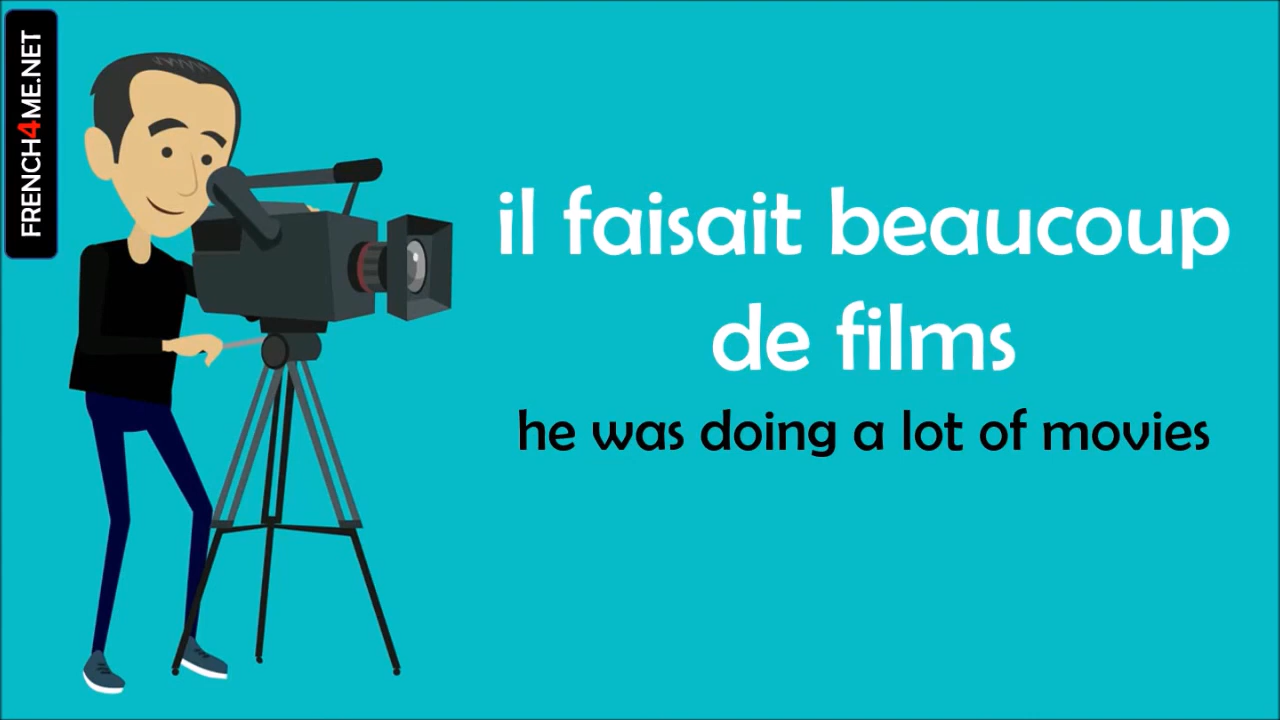 FRENCH4ME.NET
il faisait beaucoup
de films
he was doing a lot of movies